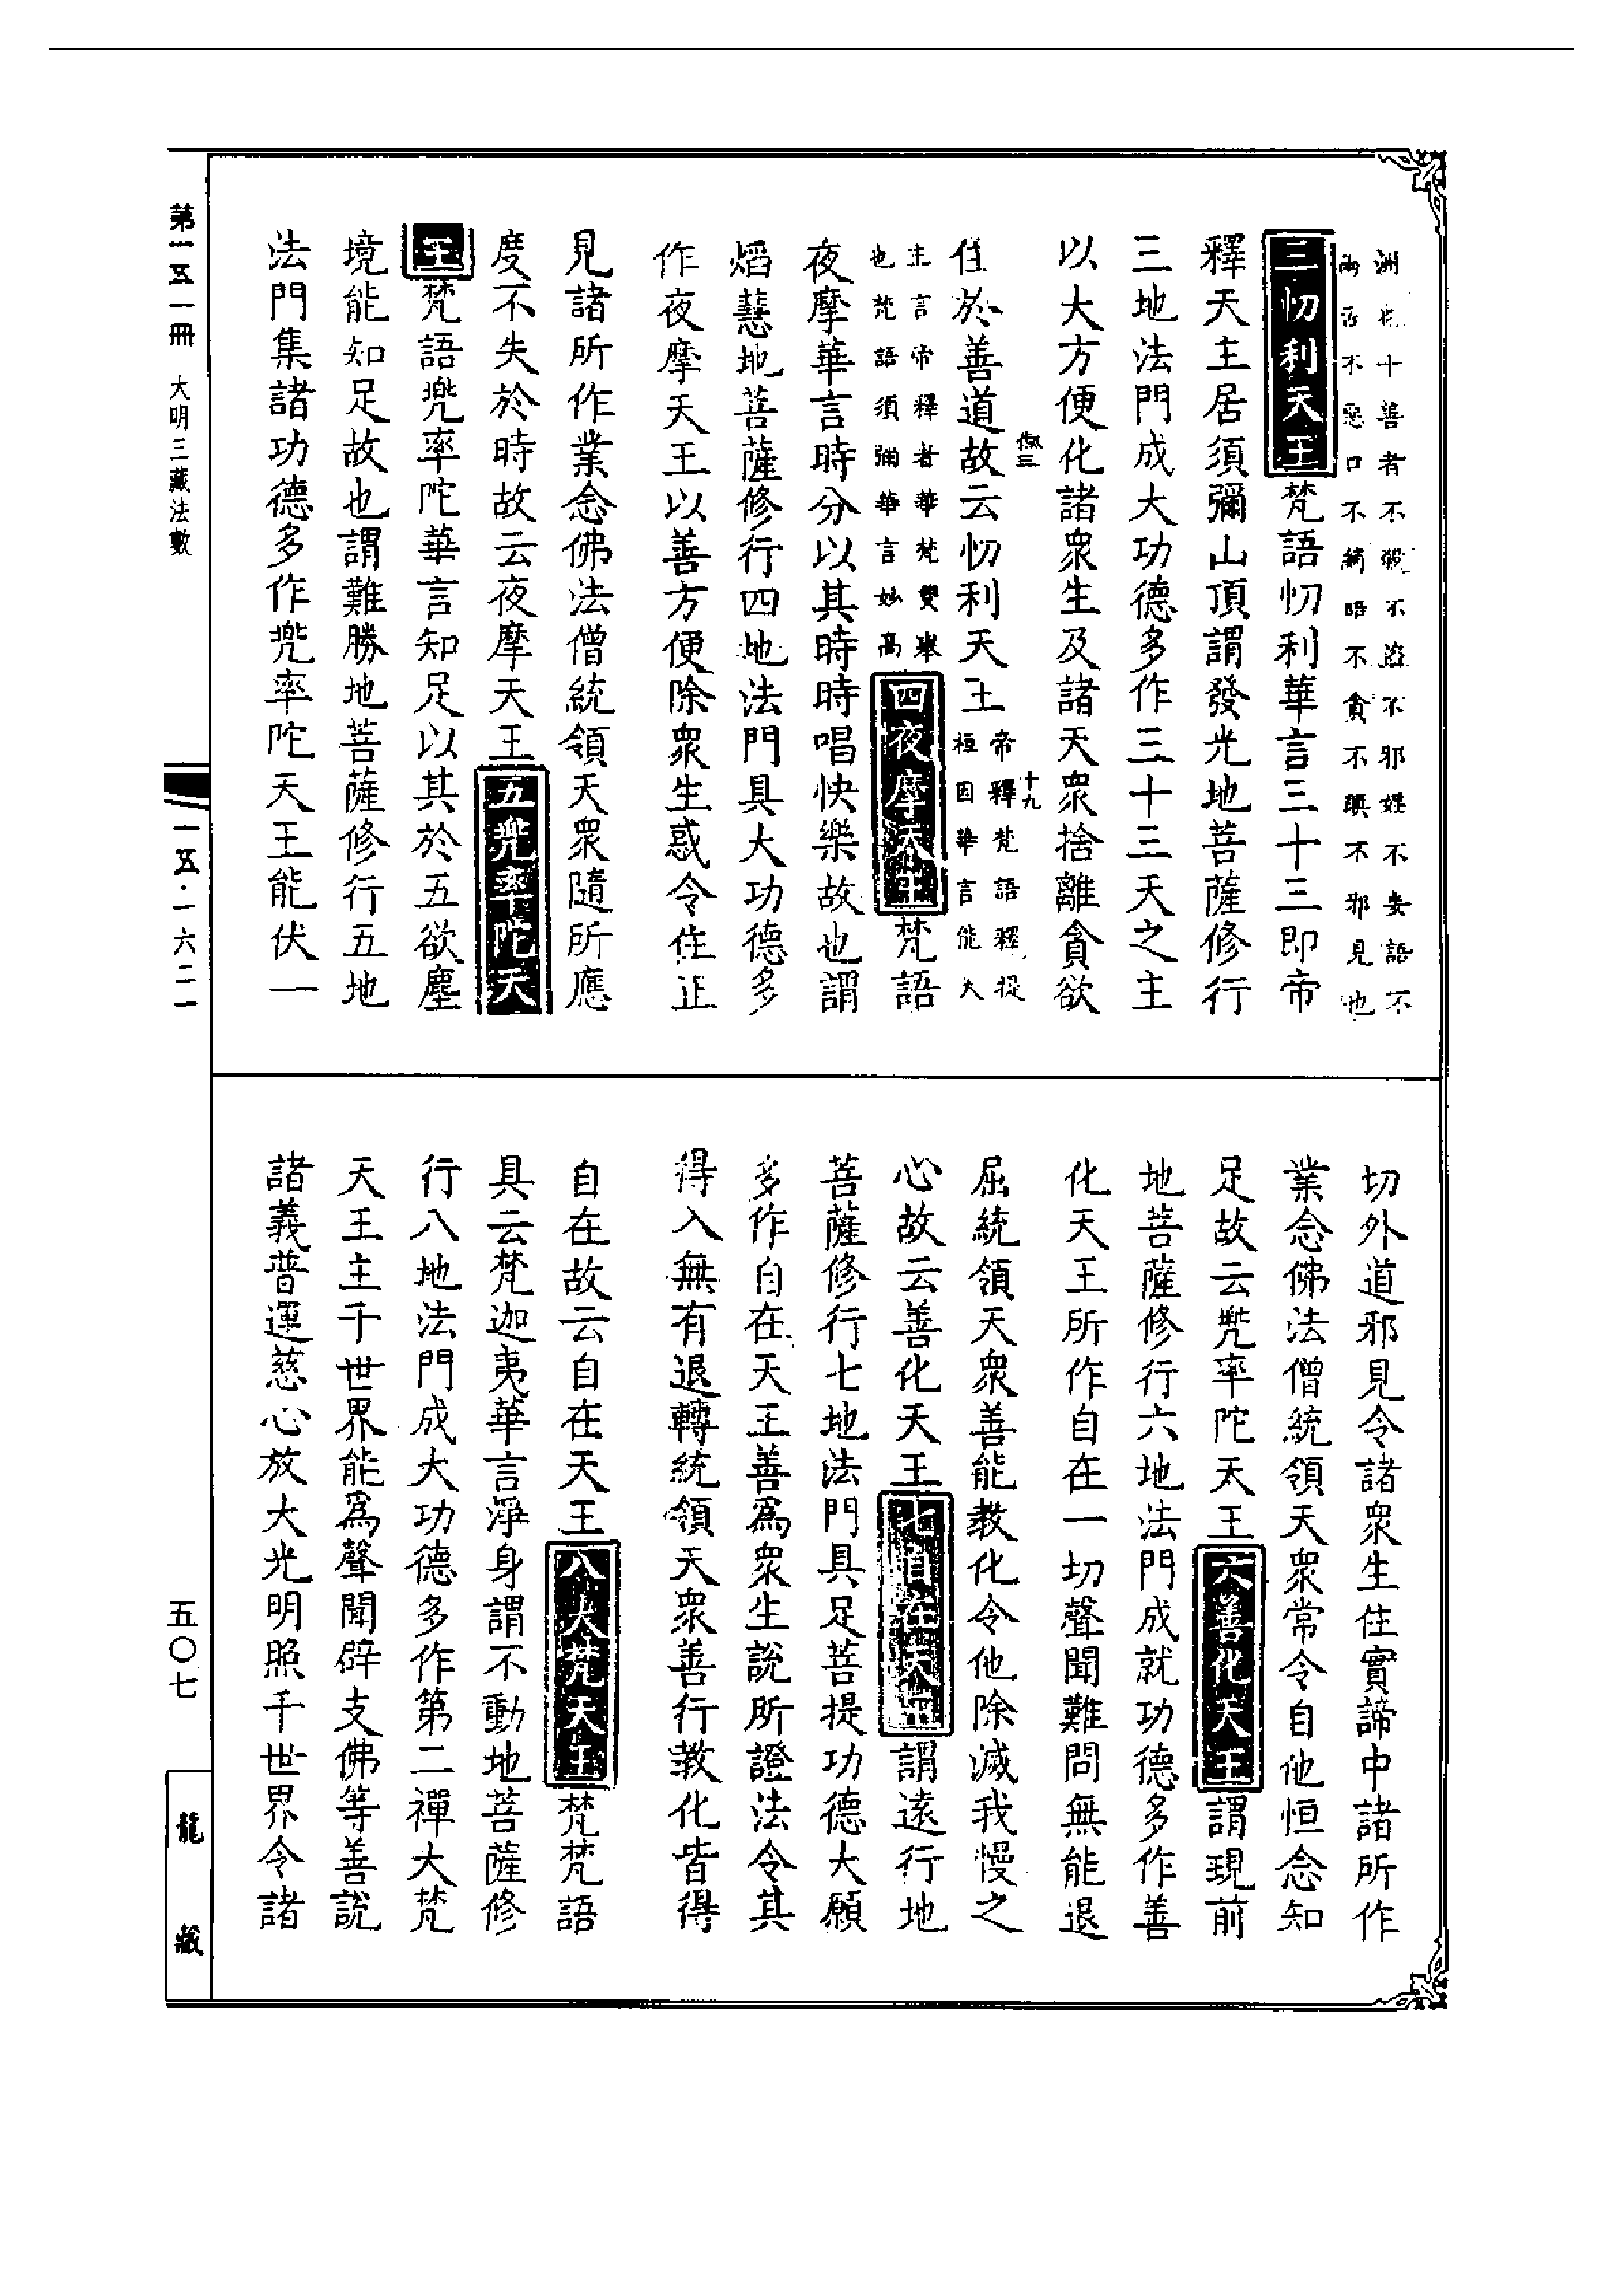 洲也十善者不殺不盜不邪婬不妄語不
兩舌不惡口不綺語不貪不瞋不邪見也
三忉利天王梵語忉利華言三十三即帝
釋天主居須彌山頂謂發光地菩薩修行
三地法門成大功德多作三十三天之主
以大方便化諸衆生及諸天衆捨離貪欲
十九
住於善道故云忉利天王帝釋梵語釋提
桓因華言能天
主言帝釋者華梵雙舉
也梵語須彌華言妙高
四夜摩天王梵語
夜摩華言時分以其時時唱快樂故也謂
焰慧地菩薩修行四地法門具大功德多
作夜摩天王以善方便除衆生惑令住正
見諸所作業念佛法僧統領天衆隨所應
度不失於時故云夜摩天王五兜率陀天
王梵語兜率陀華言知足以其於五欲塵
境能知足故也謂難勝地菩薩修行五地
法門集諸功德多作兜率陀天王能伏一
切外道邪見令諸衆生住實諦中諸所作
業念佛法僧統領天衆常令自他恒念知
足故云兜率陀天王六善化天王謂現前
地菩薩修行六地法門成就功德多作善
化天王所作自在一切聲聞難問無能退
屈統領天衆善能教化令他除滅我慢之
心故云善化天王七自在天王謂遠行地
菩薩修行七地法門具足菩提功德大願
多作自在天王善爲衆生說所證法令其
得入無有退轉統領天衆善行教化皆得
自在故云自在天王八大梵天王梵梵語
具云梵迦夷華言淨身謂不動地菩薩修
行八地法門成大功德多作第二禪大梵
天王主千世界能爲聲聞辟支佛等善說
諸義普運慈心放大光明照千世界令諸
第一五一冊 大明三藏法數
一五一·一六二一
五〇七
龍藏